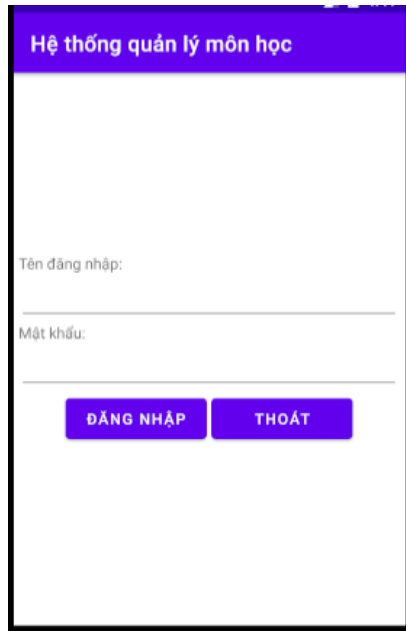 Hệ thống quản lý môn học
Tên đăng nhập:
Mật khẩu:
ĐĂNG NHẬP THOÁT